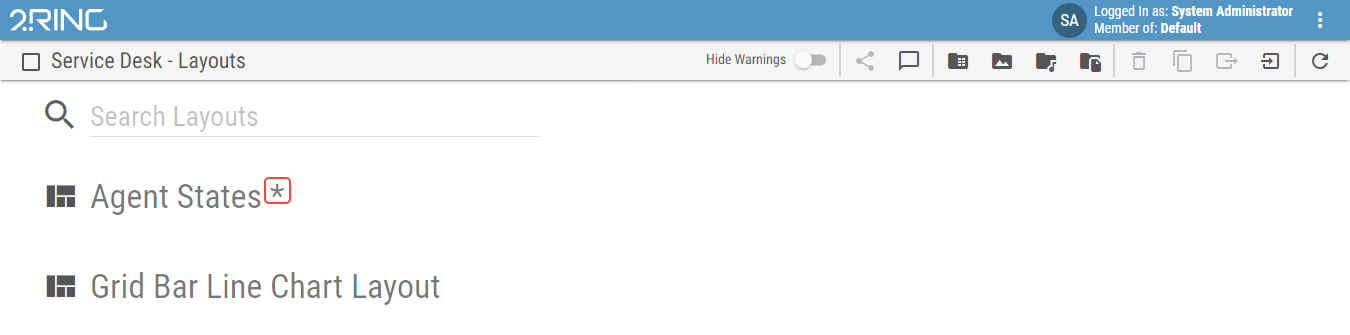 2RING
SA
Logged In as: System Administrator
Member of: Default
Service Desk - Layouts
Hide Warnings
Search Layouts
Agent States*
Grid Bar Line Chart Layout